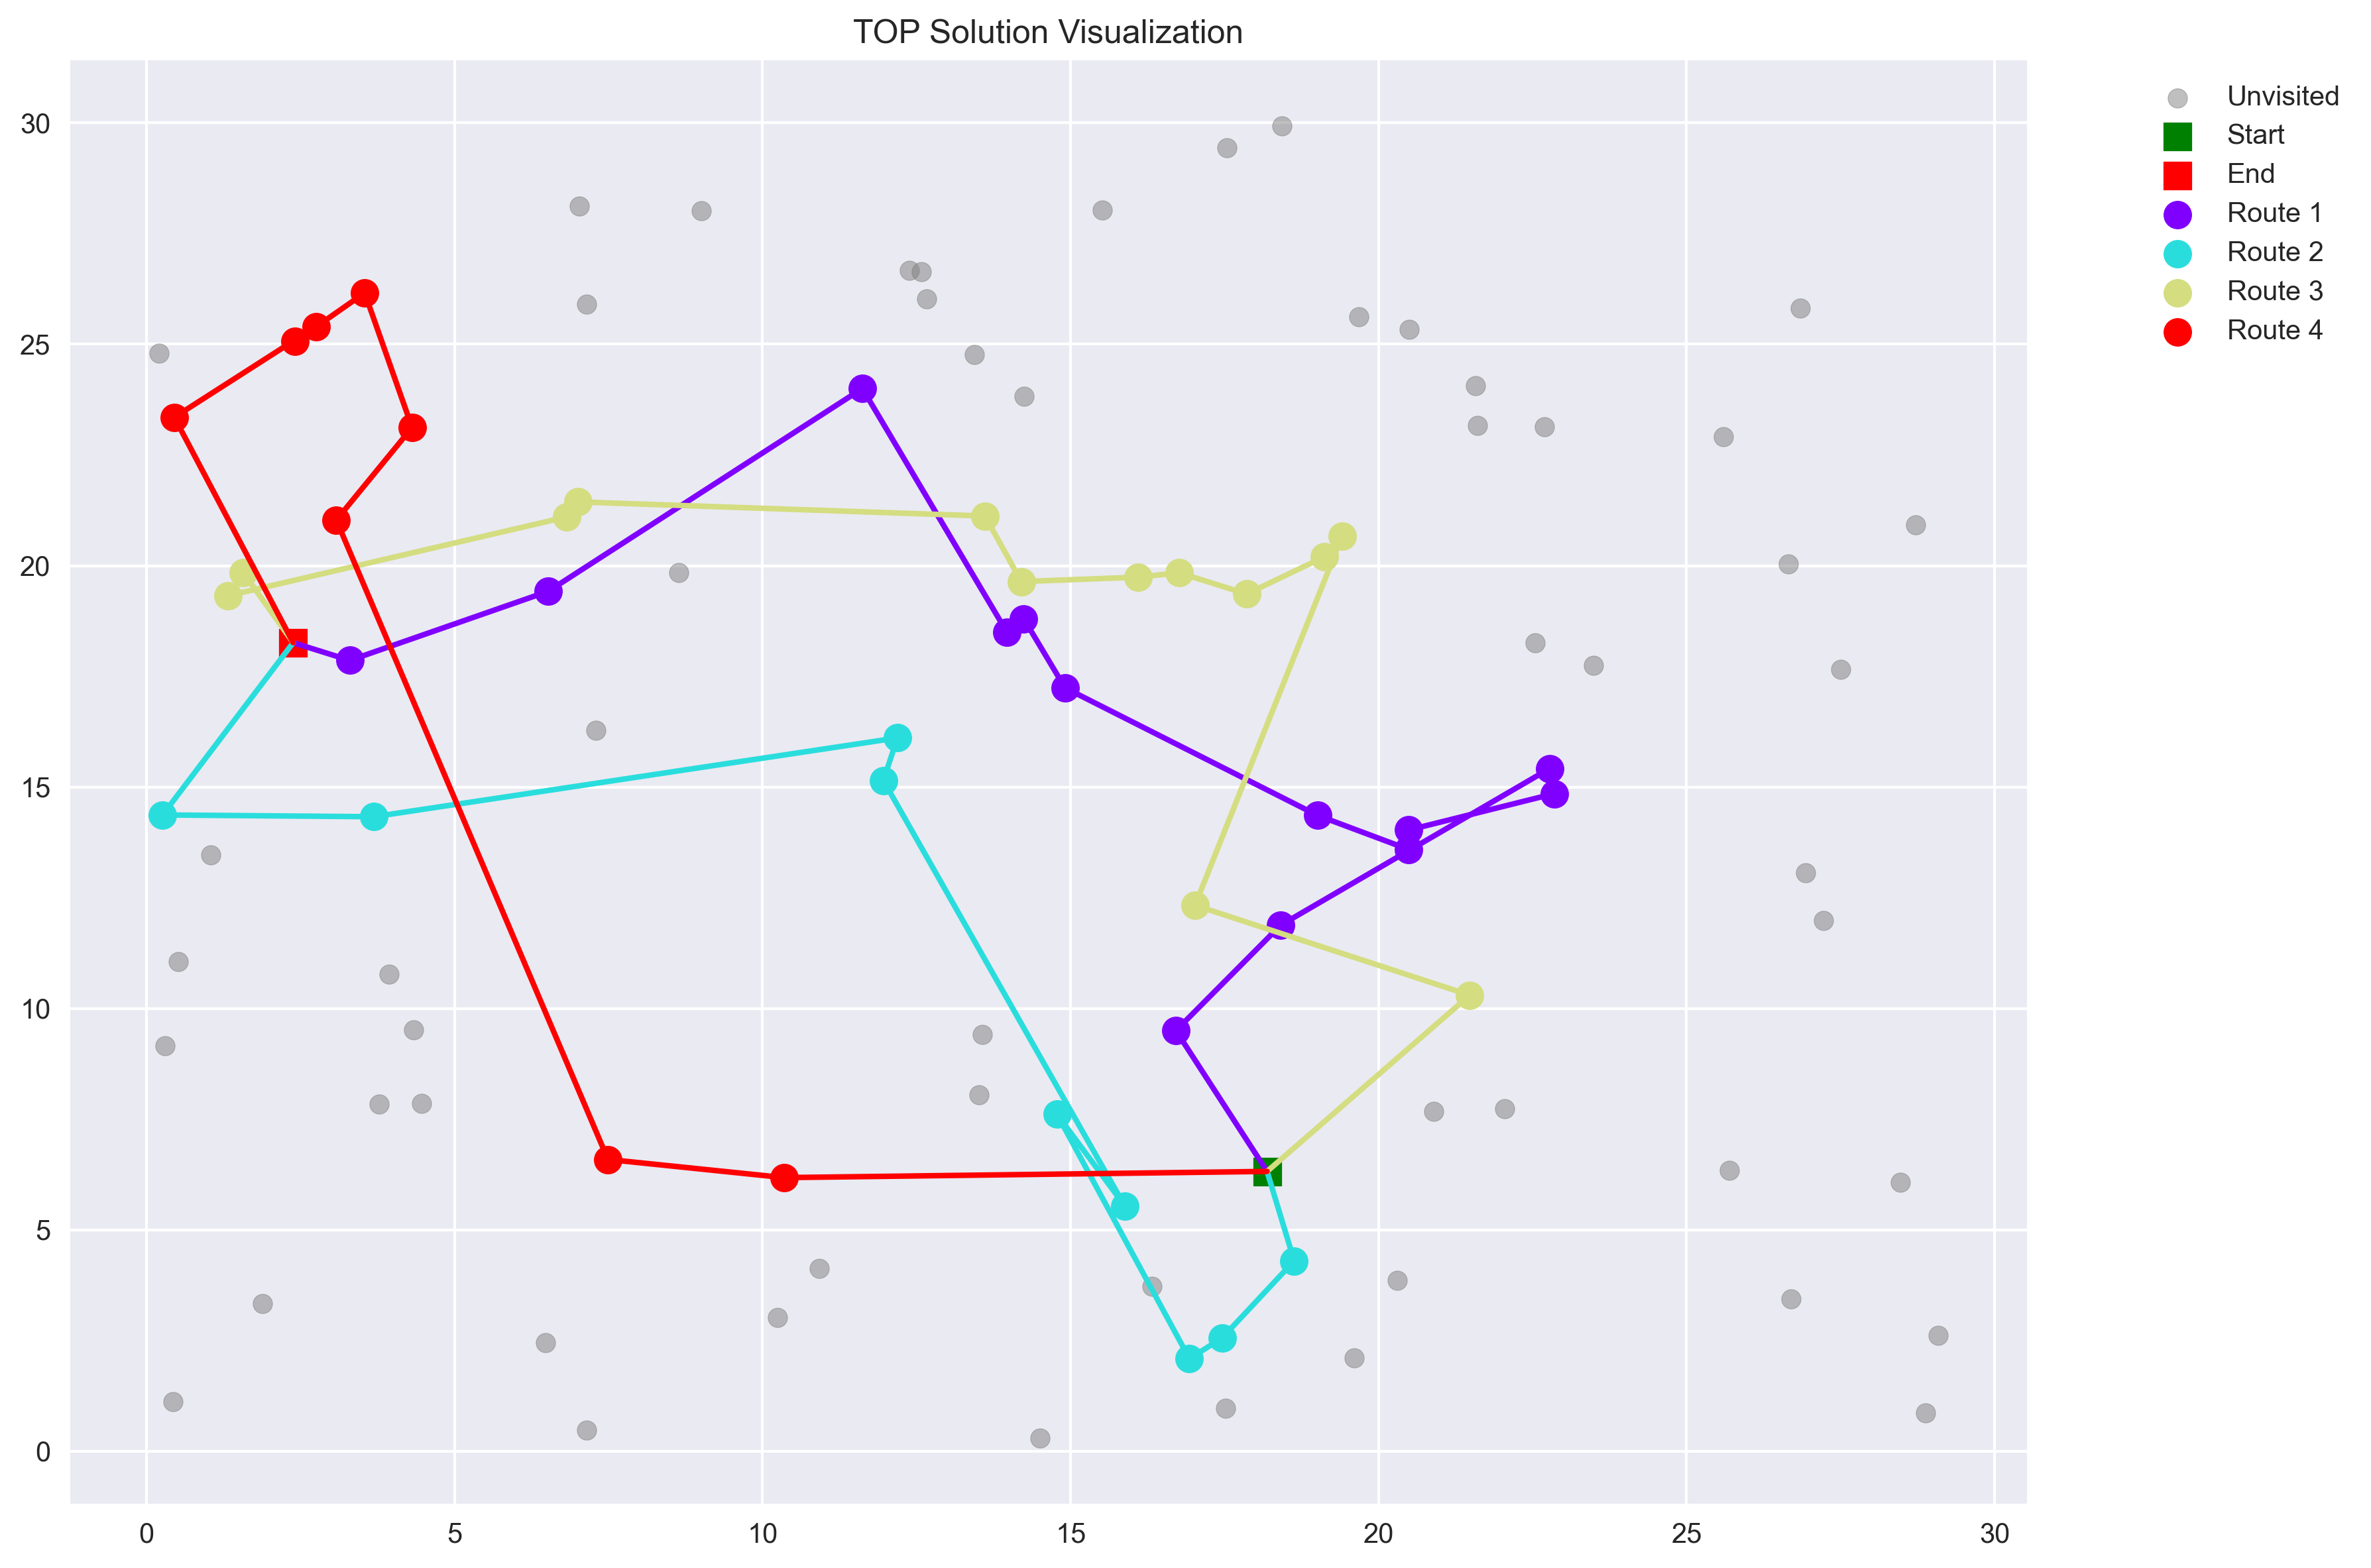 TOP Solution Visualization
Unvisited
Start
End
Route 1
Route 2
Route 3
Route 4
30
25
20
15
10
5
0
0 5 10 15 20 25 30